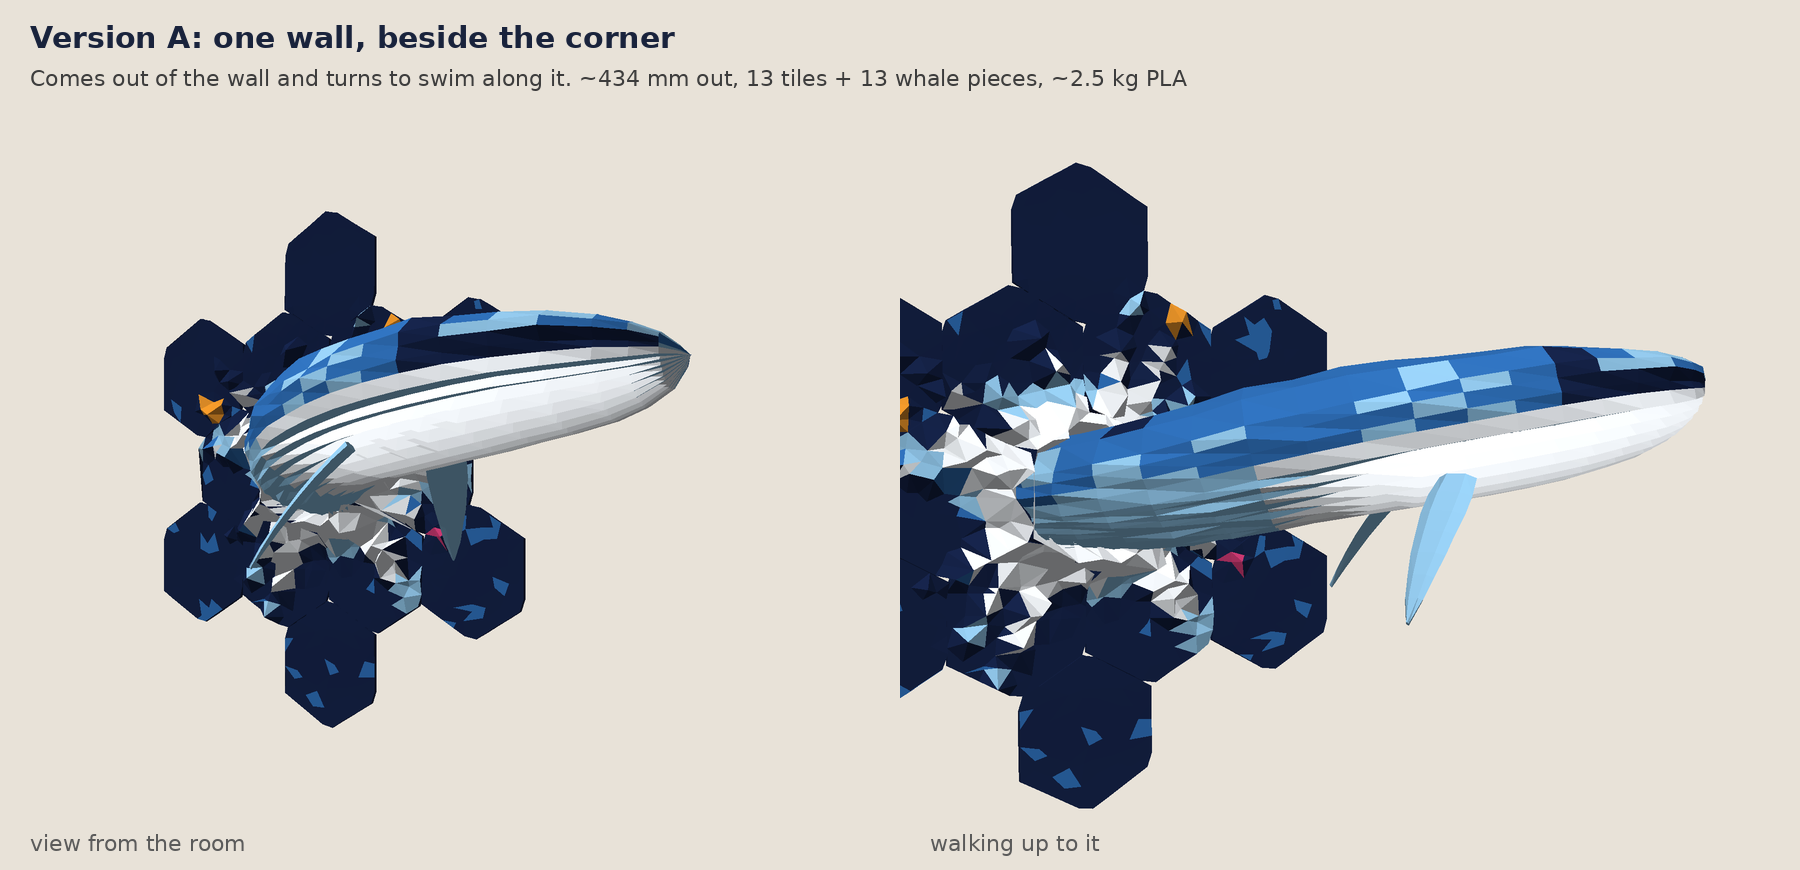 Version A: one wall, beside the corner
Comes out of the wall and turns to swim along it. ~434 mm out, 13 tiles + 13 whale pieces, ~2.5 kg PLA
view from the room
walking up to it